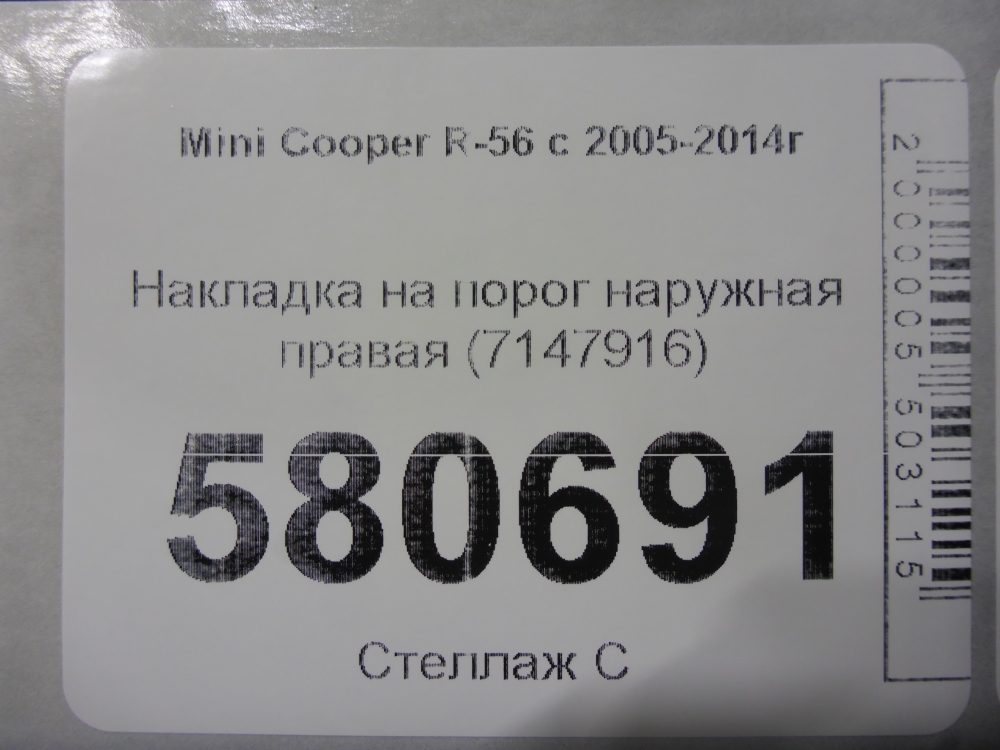 Mini Cooper R-56 с 2005-2014г
Накладка на порог наружная
правая (7147916)
580691
Стеллаж С
2000005503115